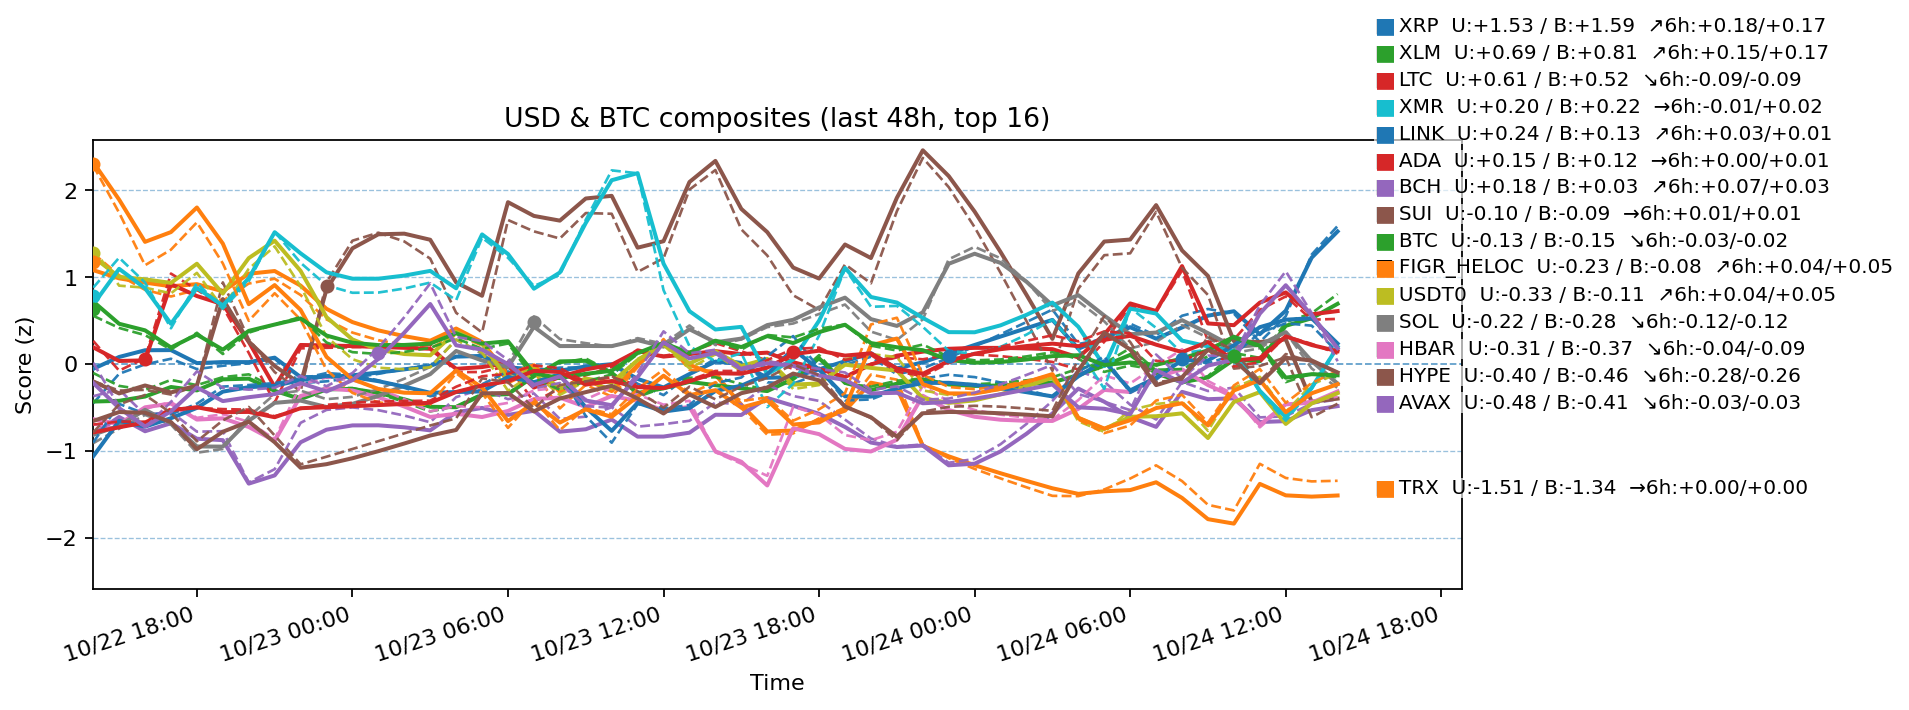 USD & BTC composites (last 48h, top 16)
XRP U:+1.53 / B:+1.59 ↗6h:+0.18/+0.17
XLM U:+0.69 / B:+0.81 ↗6h:+0.15/+0.17
LTC U:+0.61 / B:+0.52 ↘6h:-0.09/-0.09
XMR U:+0.20 / B:+0.22 →6h:-0.01/+0.02
LINK U:+0.24 / B:+0.13 ↗6h:+0.03/+0.01
ADA U:+0.15 / B:+0.12 →6h:+0.00/+0.01
BCH U:+0.18 / B:+0.03 ↗6h:+0.07/+0.03
SUI U:-0.10 / B:-0.09 →6h:+0.01/+0.01
BTC U:-0.13 / B:-0.15 ↘6h:-0.03/-0.02
FIGR_HELOC U:-0.23 / B:-0.08 ↗6h:+0.04/+0.05
USDT0 U:-0.33 / B:-0.11 ↗6h:+0.04/+0.05
SOL U:-0.22 / B:-0.28 ↘6h:-0.12/-0.12
HBAR U:-0.31 / B:-0.37 ↘6h:-0.04/-0.09
HYPE U:-0.40 / B:-0.46 ↘6h:-0.28/-0.26
AVAX U:-0.48 / B:-0.41 ↘6h:-0.03/-0.03
TRX U:-1.51 / B:-1.34 →6h:+0.00/+0.00
Score (z)
2
1
0
−1
−2
10/22 18:00
10/23 00:00
10/23 06:00
10/23 12:00
10/23 18:00
10/24 00:00
10/24 06:00
10/24 12:00
10/24 18:00
Time